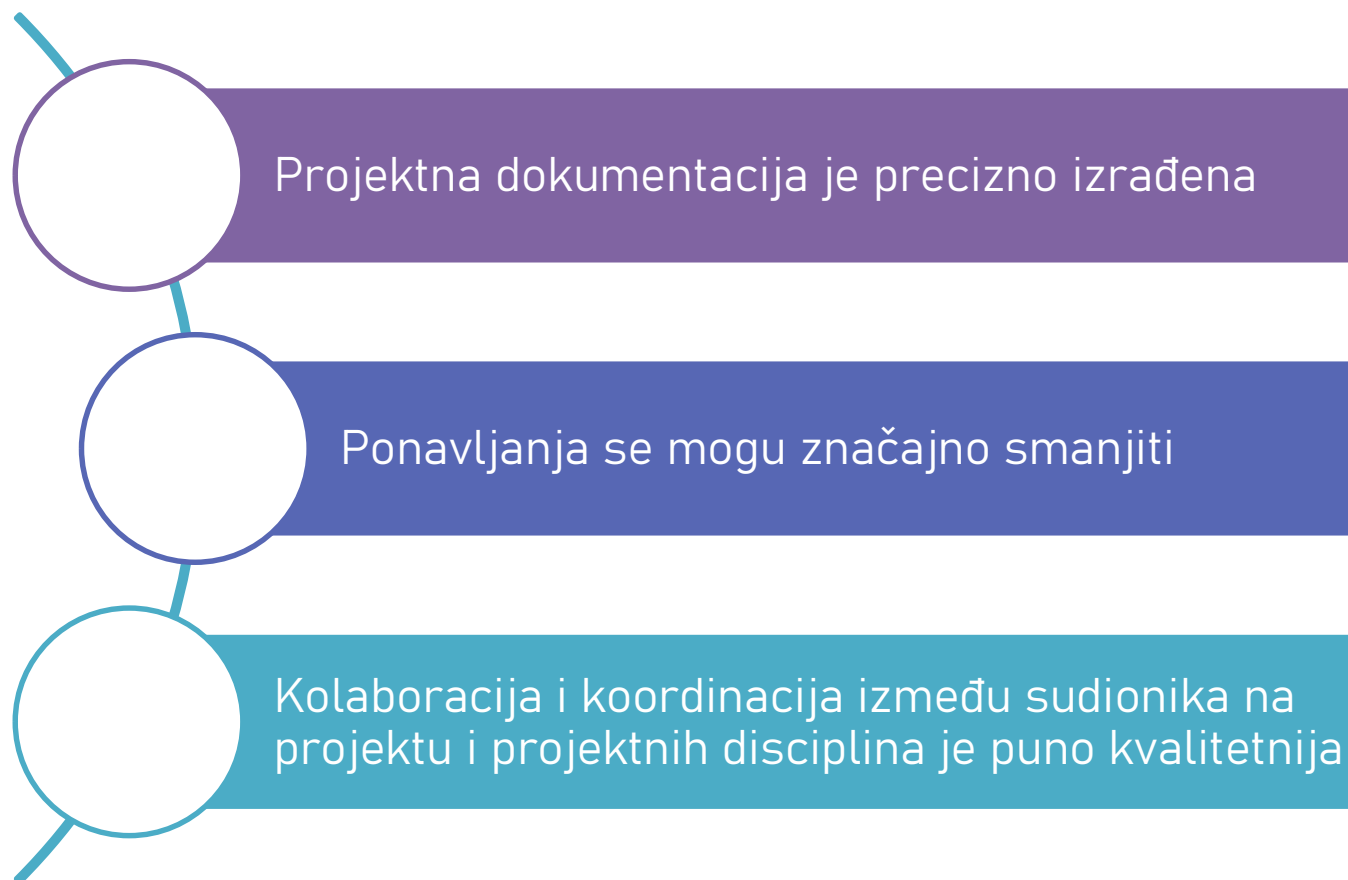 Projektna dokumentacija je precizno izrađena
Ponavljanja se mogu značajno smanjiti
Kolaboracija i koordinacija između sudionika na
projektu i projektnih disciplina je puno kvalitetnija